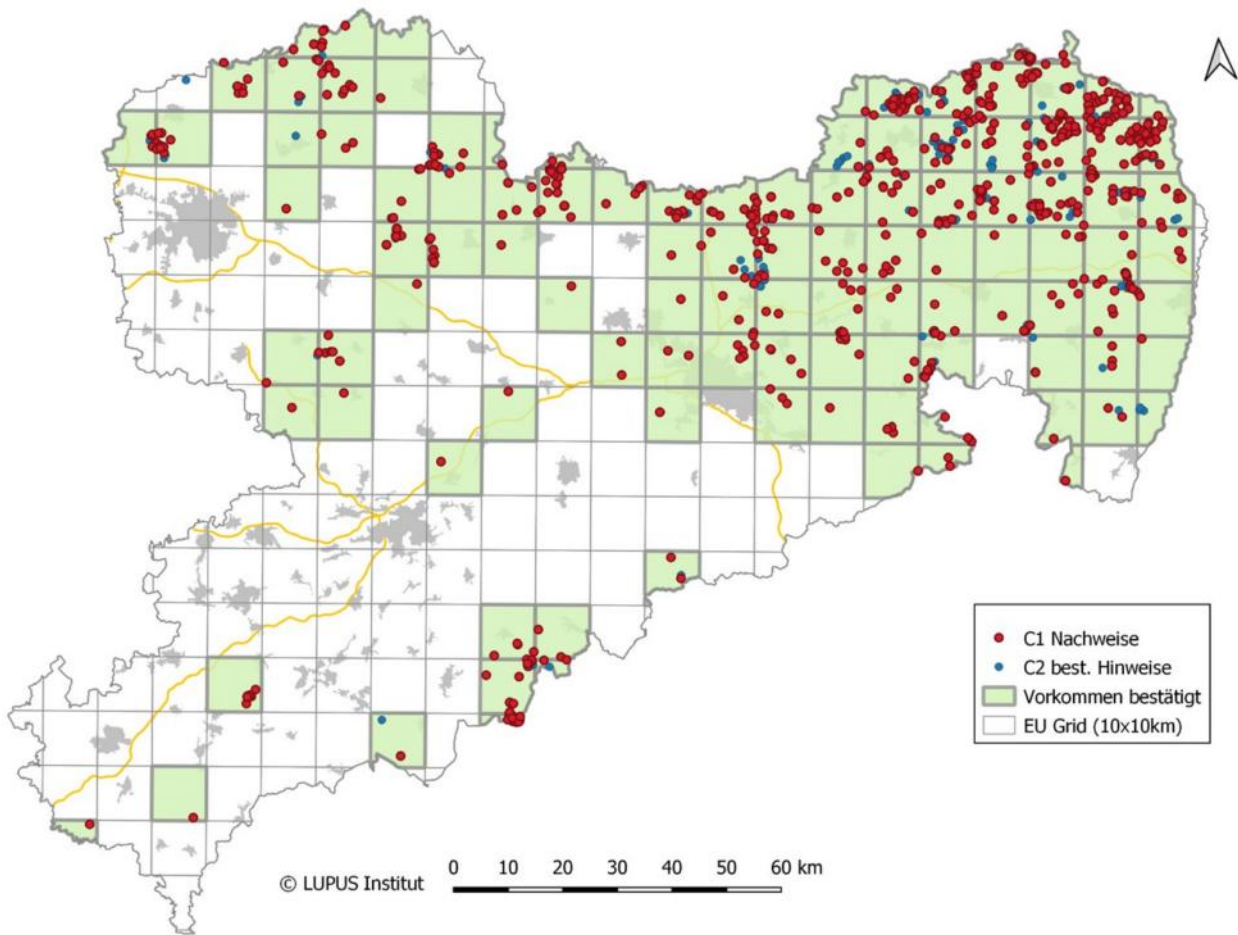 C1 Nachweise
C2 best. Hinweise
Vorkommen bestätigt
EU Grid (10x10km)
© LUPUS Institut
0 10 20 30 40 50 60 km